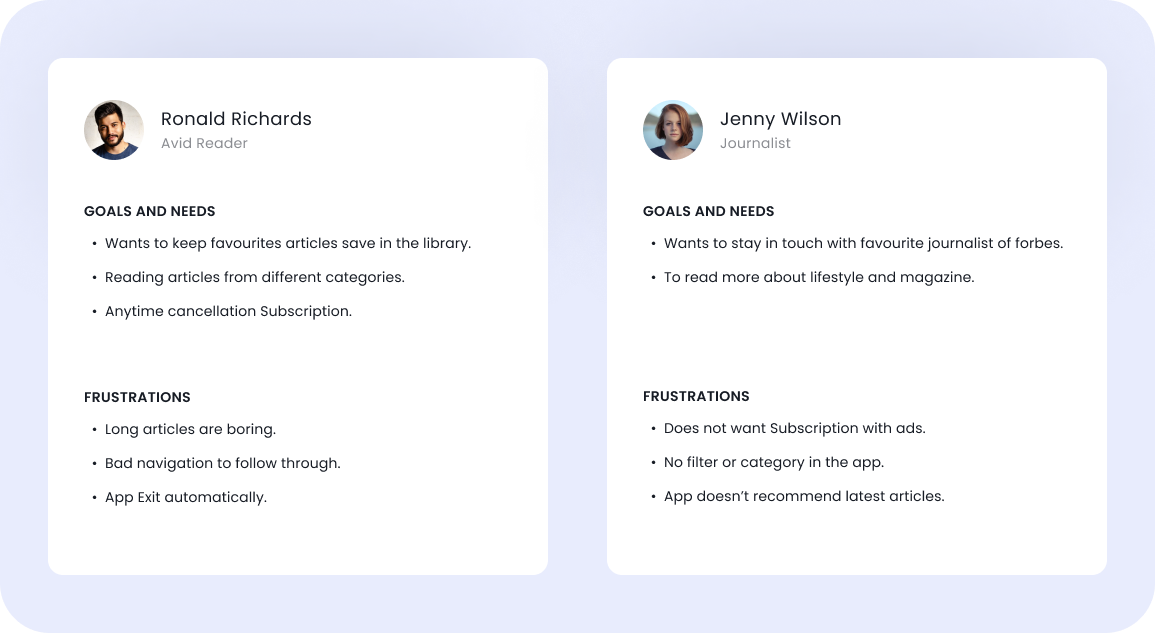 Ronald Richards
Avid Reader
GOALS AND NEEDS
• Wants to keep favourites articles save in the library.
• Reading articles from different categories.
• Anytime cancellation Subscription.
FRUSTRATIONS
• Long articles are boring.
• Bad navigation to follow through.
• App Exit automatically.
Jenny Wilson
Journalist
GOALS AND NEEDS
• Wants to stay in touch with favourite journalist of forbes.
• To read more about lifestyle and magazine.
FRUSTRATIONS
• Does not want Subscription with ads.
• No filter or category in the app.
• App doesn’t recommend latest articles.